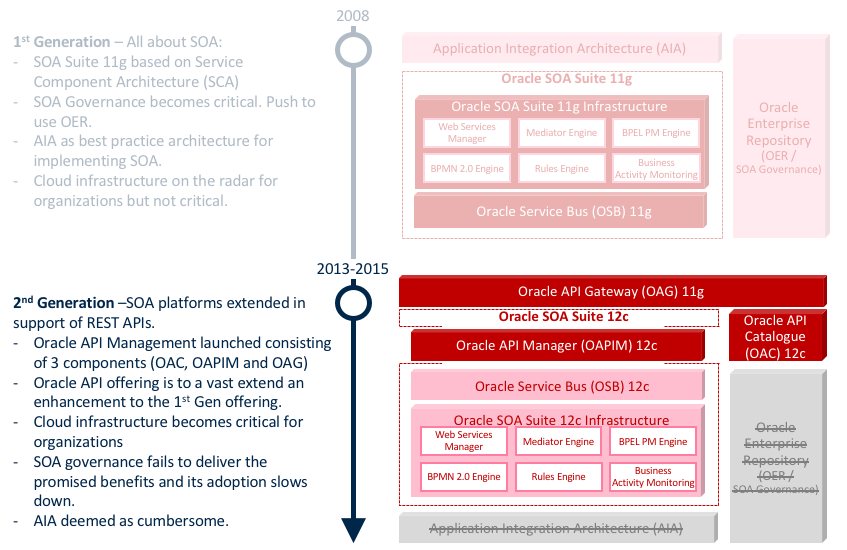 2008
1st Generation – All about SOA:
- SOA Suite 11g based on Service
Component Architecture (SCA)
- SOA Governance becomes critical. Push to
use OER.
- AIA as best practice architecture for
implementing SOA.
- Cloud infrastructure on the radar for
organizations but not critical.
Application Integration Architecture (AIA)
Oracle SOA Suite 11g
Oracle SOA Suite 11g Infrastructure
Web Services
Manager
Mediator Engine
BPEL PM Engine
BPMN 2.0 Engine
Rules Engine
Business
Activity Monitoring
Oracle Service Bus (OSB) 11g
Oracle
Enterprise
Repository
(OER /
SOA Governance)
2013-2015
2nd Generation –SOA platforms extended in
support of REST APIs.
- Oracle API Management launched consisting
of 3 components (OAC, OAPIM and OAG)
- Oracle API offering is to a vast extend an
enhancement to the 1st Gen offering.
- Cloud infrastructure becomes critical for
organizations
- SOA governance fails to deliver the
promised benefits and its adoption slows
down.
- AIA deemed as cumbersome.
Oracle API Gateway (OAG) 11g
Oracle SOA Suite 12c
Oracle API Manager (OAPIM) 12c
Oracle API
Catalogue
(OAC) 12c
Oracle Service Bus (OSB) 12c
Oracle SOA Suite 12c Infrastructure
Web Services
Manager
Mediator Engine
BPEL PM Engine
BPMN 2.0 Engine
Rules Engine
Business
Activity Monitoring
Oracle
Enterprise
Repository
(OER /
SOA Governance)
Application Integration Architecture (AIA)